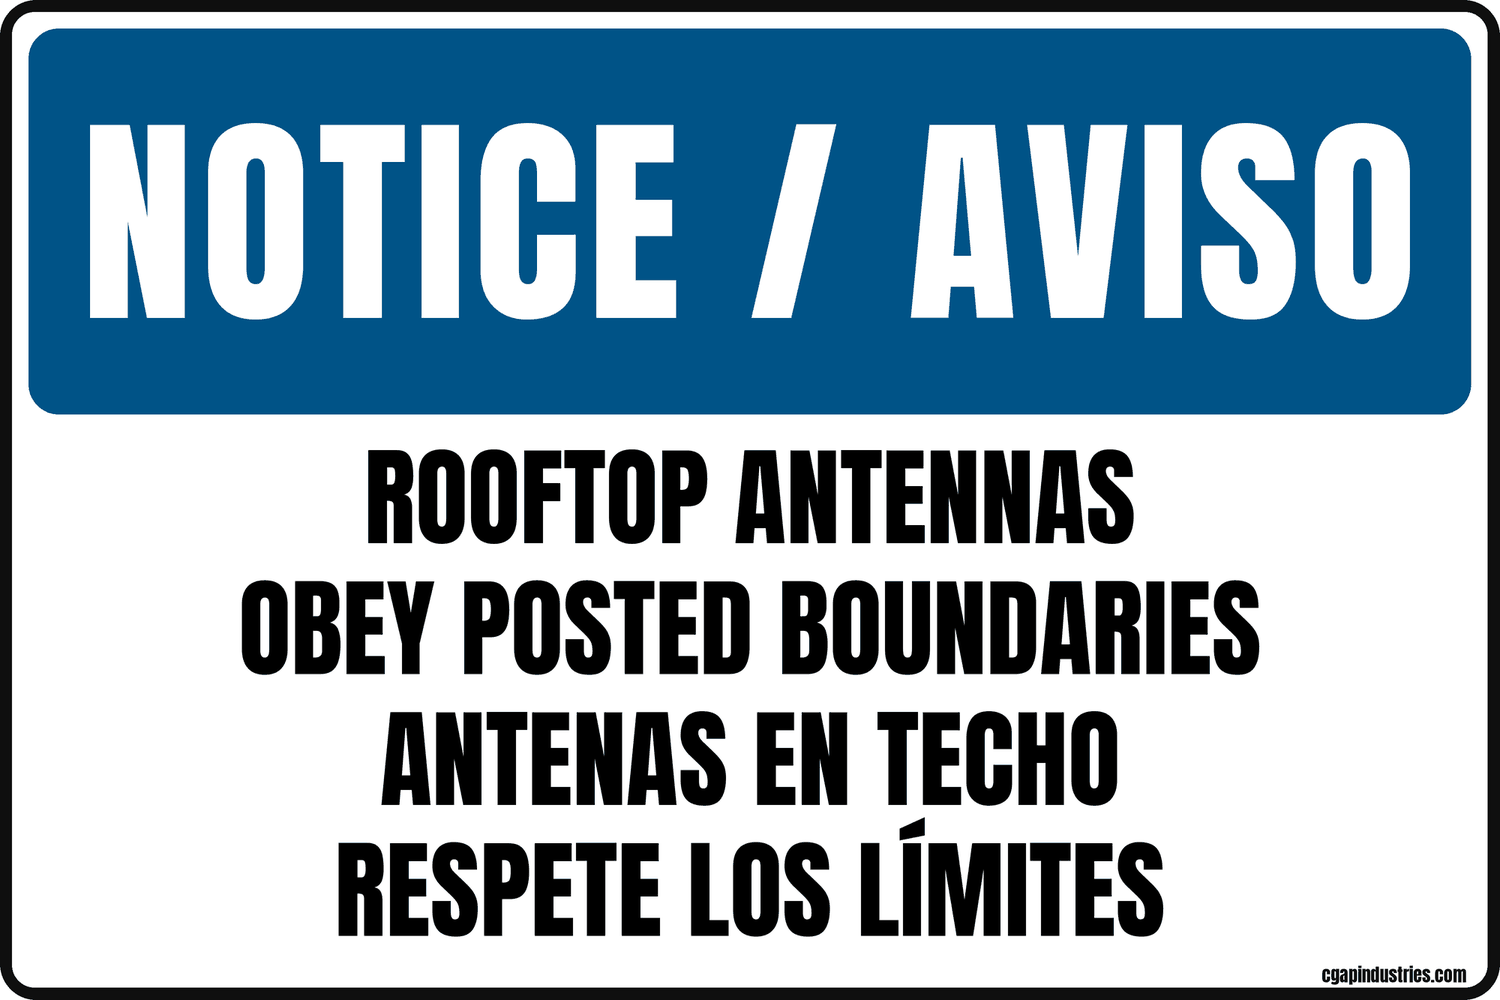 NOTICE / AVISO
ROOFTOP ANTENNAS
OBEY POSTED BOUNDARIES
ANTENAS EN TECHO
RESPETE LOS LÍMITES
cgapindustries.com